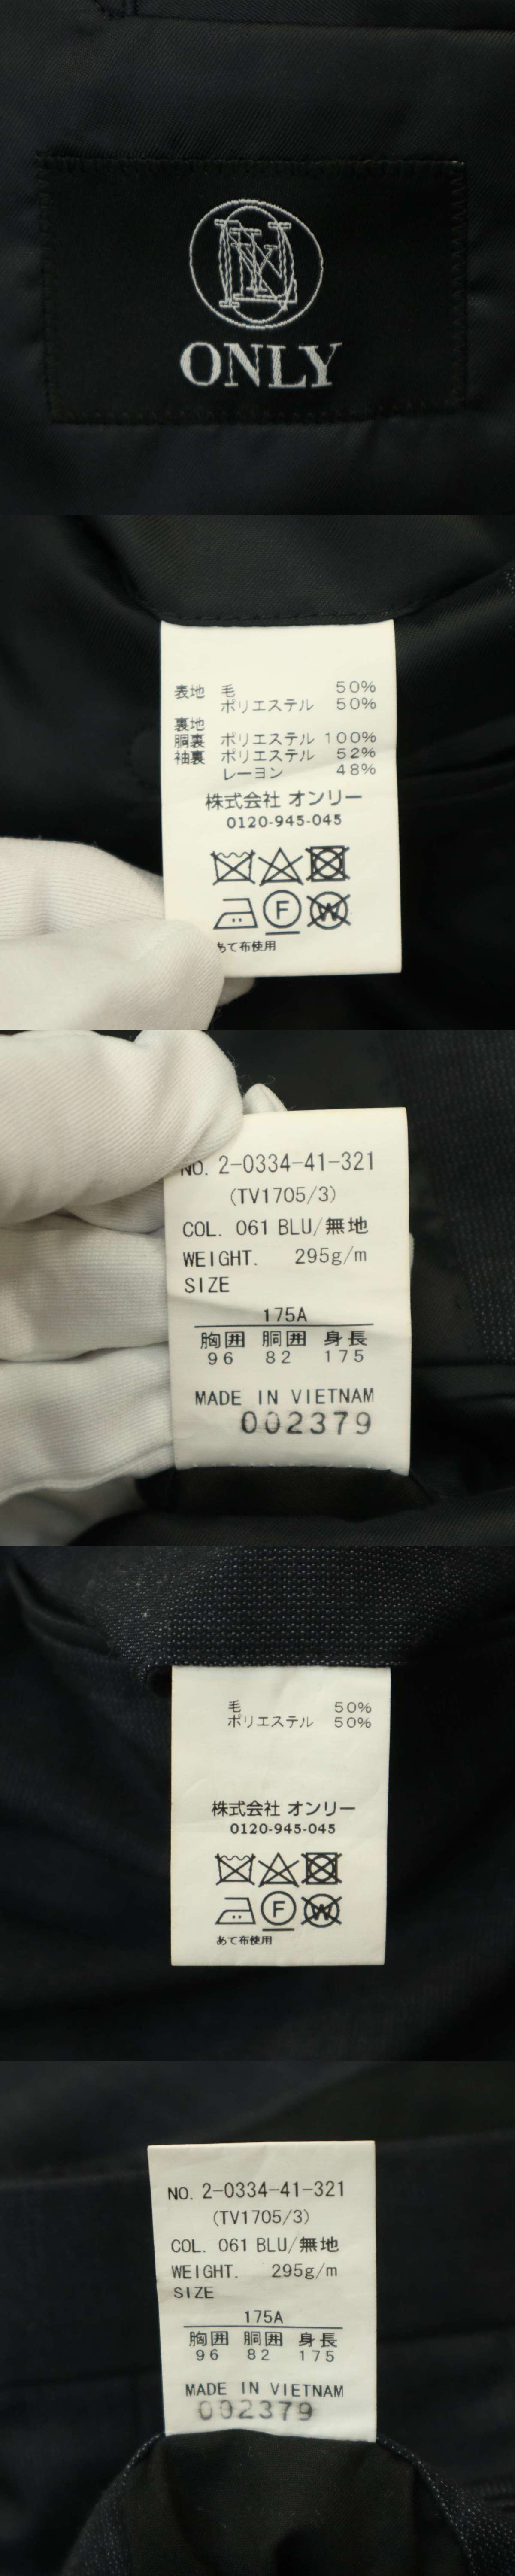 ONLY
表地 毛 50%
ポリエステル 50%
裏地
胴裏 ポリエステル 100%
袖裏 ポリエステル 52%
レーヨン 48%
株式会社 オンリー
0120-945-045
F
W
あて布使用
NO. 2-0334-41-321
(TV1705/3)
COL. 061 BLU/無地
WEIGHT. 295g/m
SIZE
175A
胸囲 胴囲 身長
96 82 175
MADE IN VIETNAM
002379
毛 50%
ポリエステル 50%
株式会社 オンリー
0120-945-045
F
W
あて布使用
NO. 2-0334-41-321
(TV1705/3)
COL. 061 BLU/無地
WEIGHT. 295g/m
SIZE
175A
胸囲 胴囲 身長
96 82 175
MADE IN VIETNAM
002379